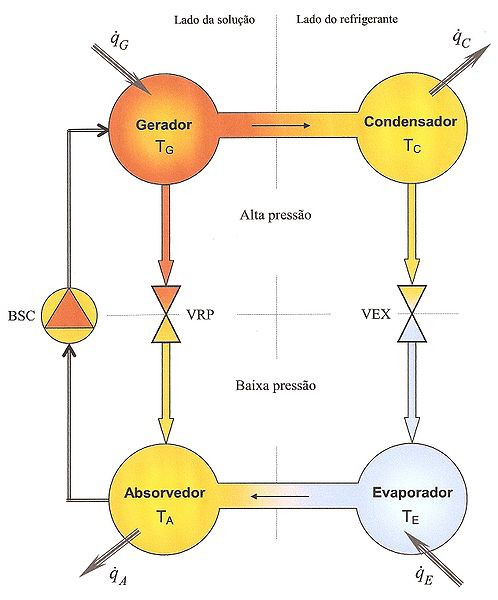 Lado da solução
Lado do refrigerante
q̇G
q̇C
Gerador
TG
Condensador
TC
Alta pressão
BSC
VRP
VEX
Baixa pressão
Absorvedor
TA
Evaporador
TE
q̇A
q̇E